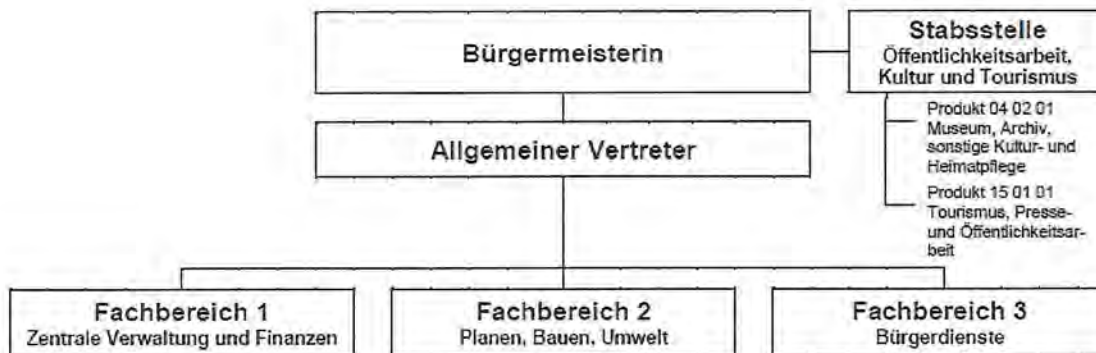 Bürgermeisterin
Stabsstelle
Öffentlichkeitsarbeit,
Kultur und Tourismus
Produkt 04 02 01
Museum, Archiv,
sonstige Kultur- und
Heimatpflege
Produkt 15 01 01
Tourismus, Presse-
und Öffentlichkeitsar-
beit
Allgemeiner Vertreter
Fachbereich 1
Zentrale Verwaltung und Finanzen
Fachbereich 2
Planen, Bauen, Umwelt
Fachbereich 3
Bürgerdienste